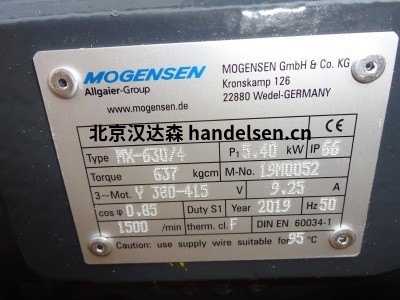 MOGENSEN
Allgaier-Group
www.mogensen.de
MOGENSEN GmbH & Co. KG
Kronskamp 126
22880 Wedel-GERMANY
北京汉达森 handelsen.cn
CE
Type MX-630/4 P₁ 5.40 kW IP 66
Torque 637 kgcm M-No. 19M0052
3~Mot. Y 380-415 V 9.25 A
cos φ 0.85 Duty S1 Year 2019 Hz 50
1500 /min therm. cl. F DIN EN 60034-1
Caution: use supply wire suitable for 95 °C